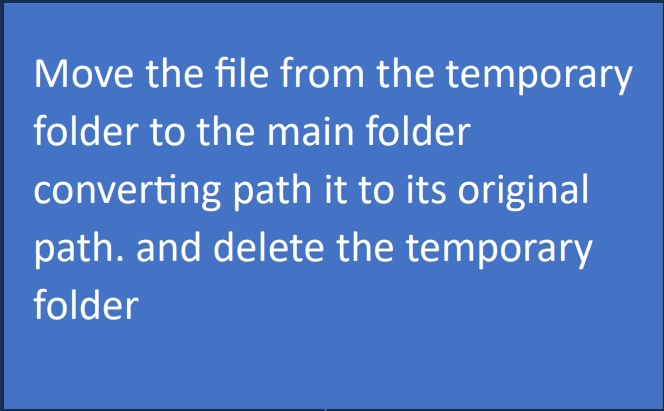 Move the file from the temporary
folder to the main folder
converting path it to its original
path. and delete the temporary
folder